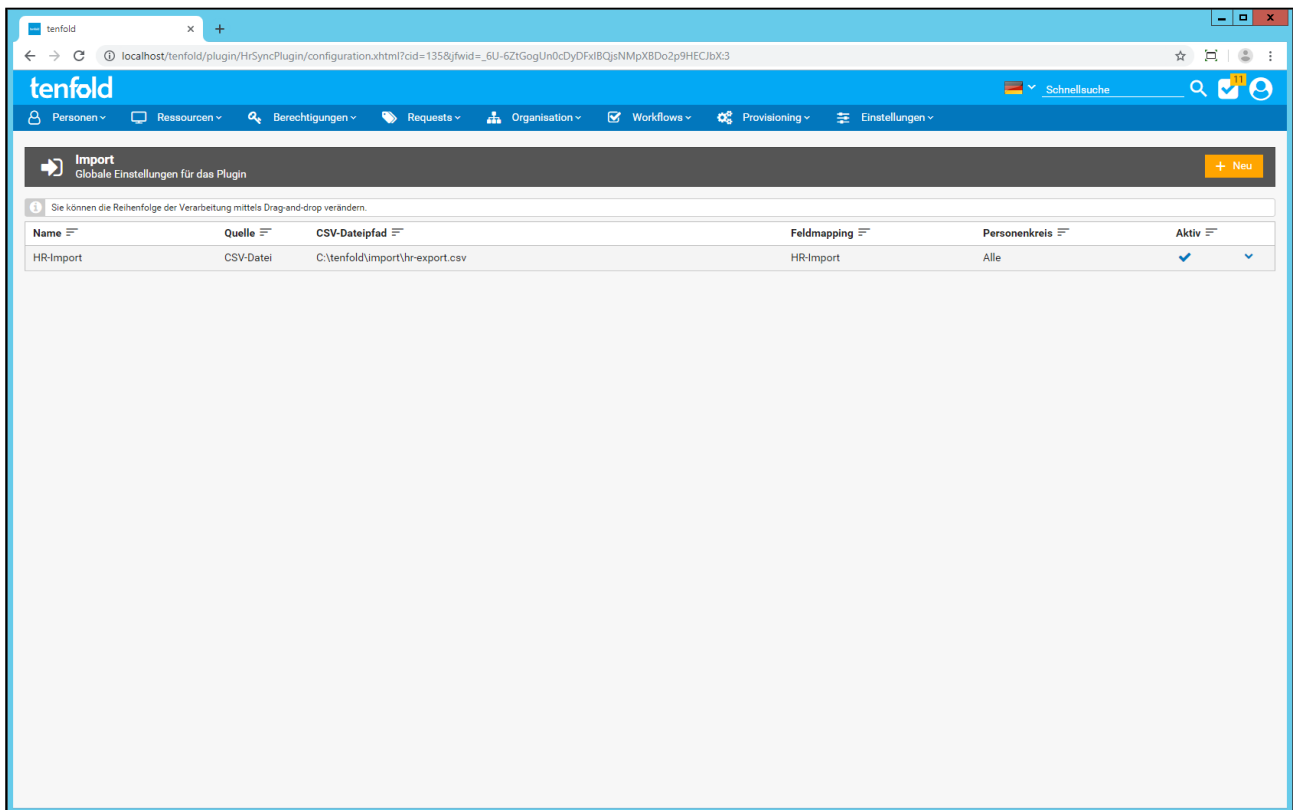 tenfold
localhost/tenfold/plugin/HrSyncPlugin/configuration.xhtml?cid=135&jfwid=_6U-6ZtGogUn0cDyDFxIBQjsNMpXBDo2p9HECJbX:3
tenfold
Schnellsuche
11
Personen Ressourcen Berechtigungen Requests Organisation Workflows Provisioning Einstellungen
Import
Globale Einstellungen für das Plugin
+ Neu
Sie können die Reihenfolge der Verarbeitung mittels Drag-and-drop verändern.
Name Quelle CSV-Dateipfad Feldmapping Personenkreis Aktiv
HR-Import CSV-Datei C:\tenfold\import\hr-export.csv HR-Import Alle